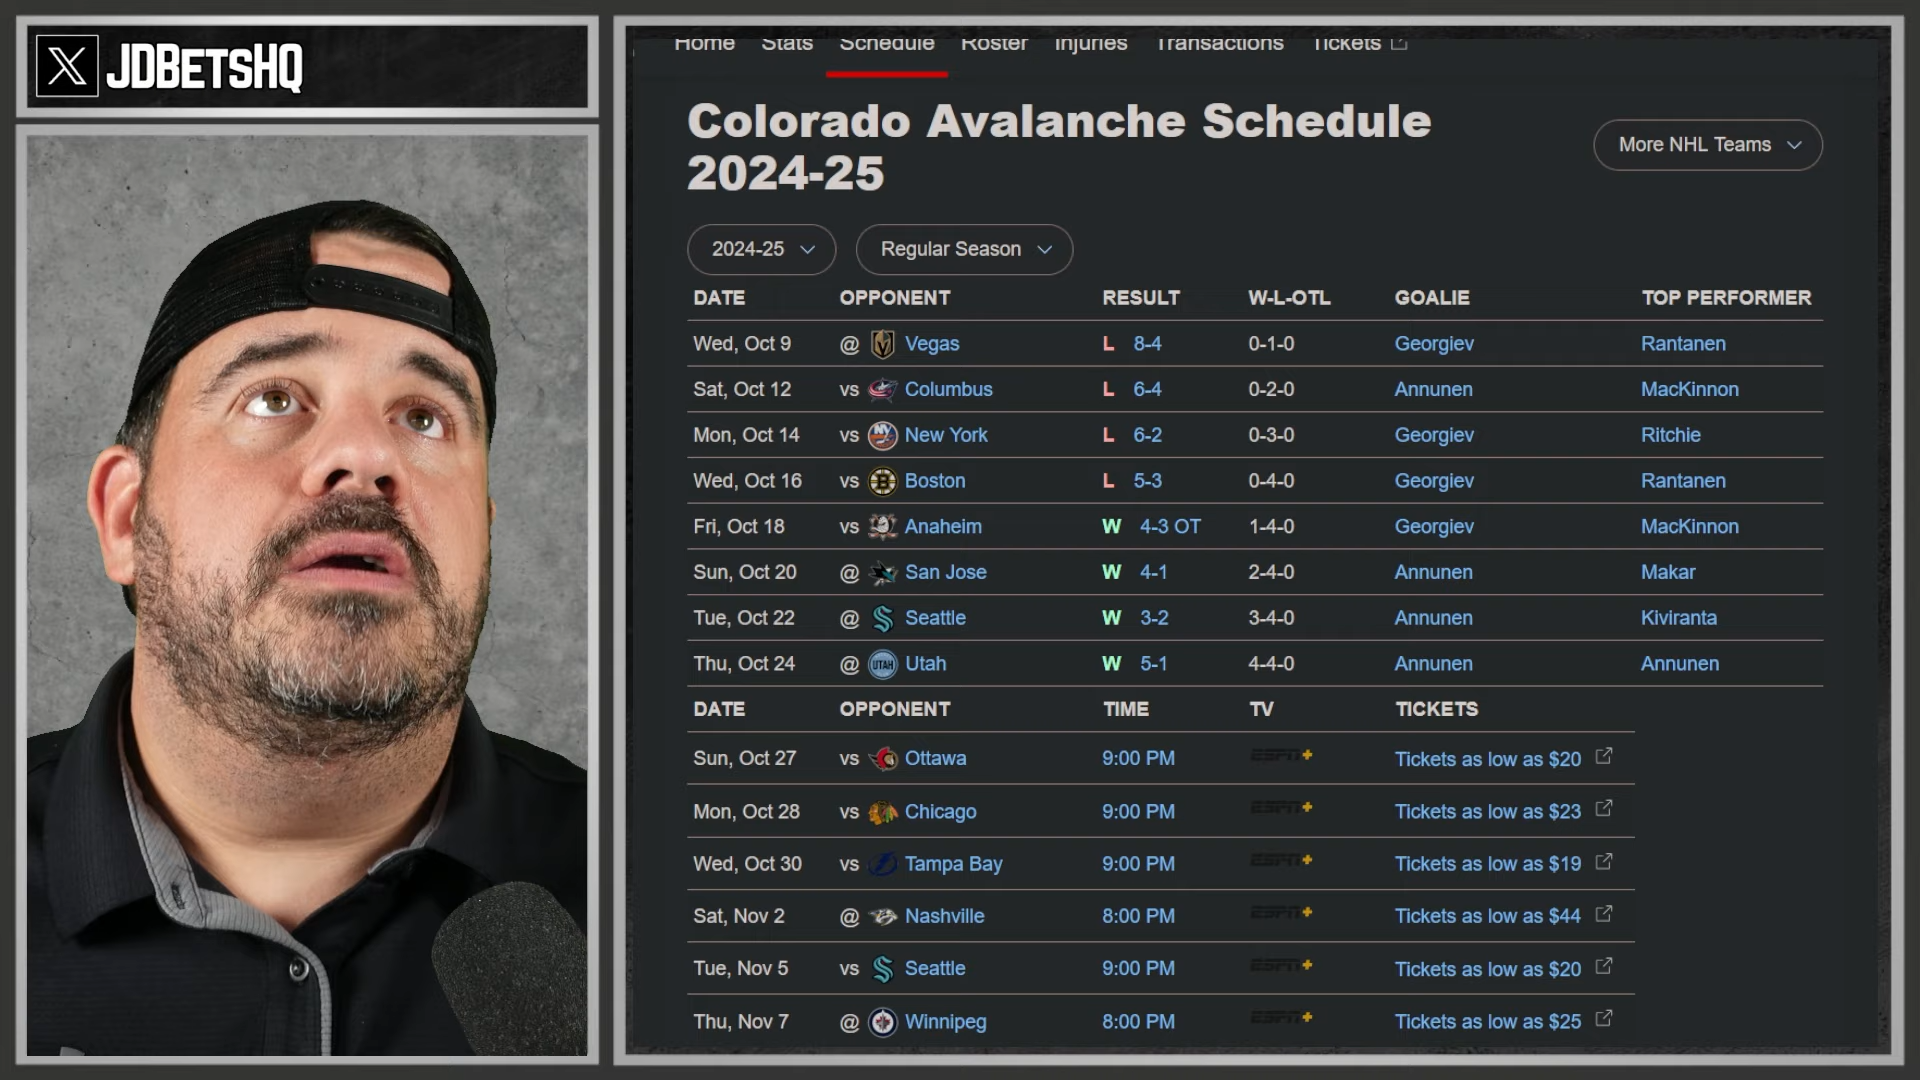 X JDBETSHQ
Home Stats Schedule Roster Injuries Transactions Tickets
Colorado Avalanche Schedule
2024-25
More NHL Teams
2024-25 Regular Season
DATE OPPONENT RESULT W-L-OTL GOALIE TOP PERFORMER
Wed, Oct 9 @ Vegas L 8-4 0-1-0 Georgiev Rantanen
Sat, Oct 12 vs Columbus L 6-4 0-2-0 Annunen MacKinnon
Mon, Oct 14 vs New York L 6-2 0-3-0 Georgiev Ritchie
Wed, Oct 16 vs Boston L 5-3 0-4-0 Georgiev Rantanen
Fri, Oct 18 vs Anaheim W 4-3 OT 1-4-0 Georgiev MacKinnon
Sun, Oct 20 @ San Jose W 4-1 2-4-0 Annunen Makar
Tue, Oct 22 @ Seattle W 3-2 3-4-0 Annunen Kiviranta
Thu, Oct 24 @ UTAH Utah W 5-1 4-4-0 Annunen Annunen
DATE OPPONENT TIME TV TICKETS
Sun, Oct 27 vs Ottawa 9:00 PM ESPN+ Tickets as low as $20
Mon, Oct 28 vs Chicago 9:00 PM ESPN+ Tickets as low as $23
Wed, Oct 30 vs Tampa Bay 9:00 PM ESPN+ Tickets as low as $19
Sat, Nov 2 @ Nashville 8:00 PM ESPN+ Tickets as low as $44
Tue, Nov 5 vs Seattle 9:00 PM ESPN+ Tickets as low as $20
Thu, Nov 7 @ Winnipeg 8:00 PM ESPN+ Tickets as low as $25